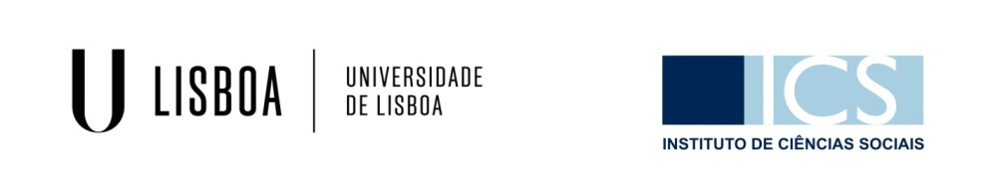 U LISBOA
UNIVERSIDADE
DE LISBOA
ICS
INSTITUTO DE CIÊNCIAS SOCIAIS